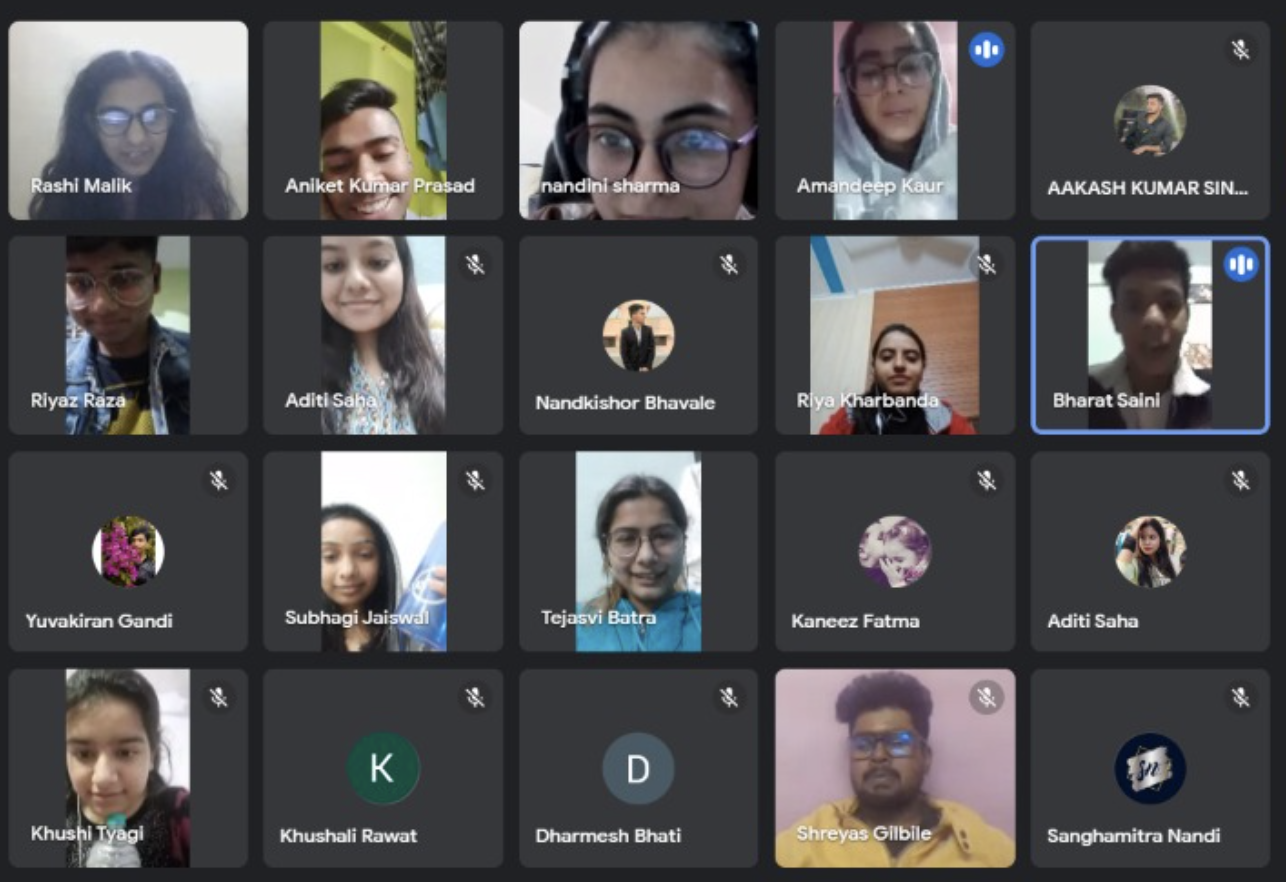 Rashi Malik
Aniket Kumar Prasad
nandini sharma
Amandeep Kaur
AAKASH KUMAR SIN...
Riyaz Raza
Aditi Saha
Nandkishor Bhavale
Riya Kharbanda
Bharat Saini
Yuvakiran Gandi
Subhagi Jaiswal
Tejasvi Batra
Kaneez Fatma
Aditi Saha
Khushi Tyagi
K
Khushali Rawat
D
Dharmesh Bhati
Shreyas Gilbile
Sanghamitra Nandi